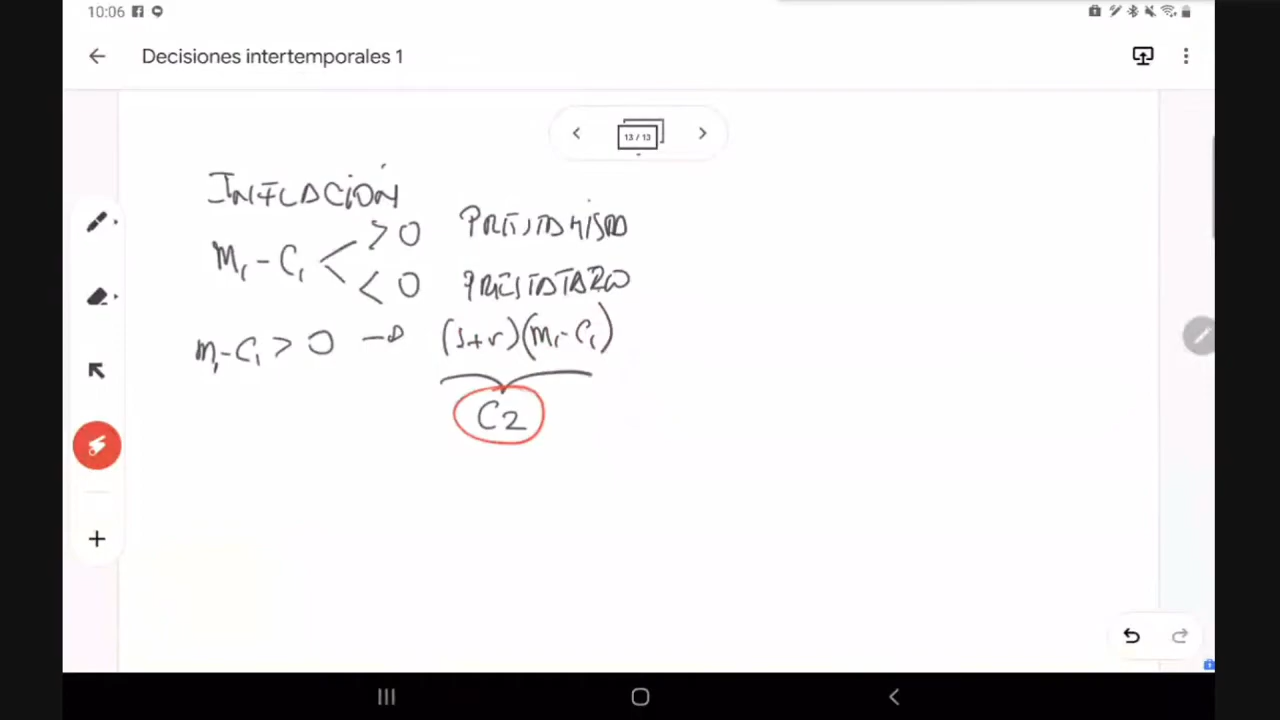 10:06
Decisiones intertemporales 1
13 / 13
INFLACIÓN
m₁ - C₁ < > 0 PRESTAMISTA
< 0 PRESTATARIO
m₁ - C₁ > 0 → (1+r)(m₁ - C₁)
C2